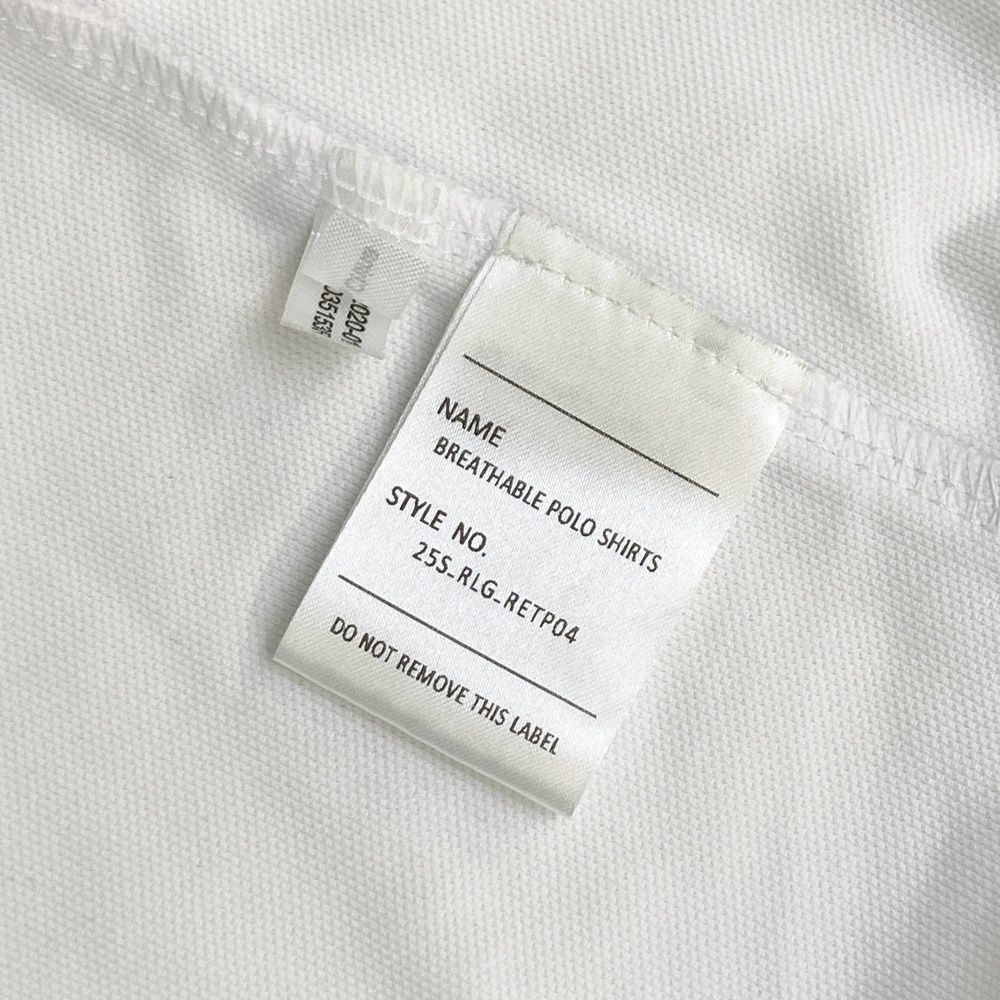 NAME
BREATHABLE POLO SHIRTS
STYLE NO.
25S_RLG_RETP04
DO NOT REMOVE THIS LABEL